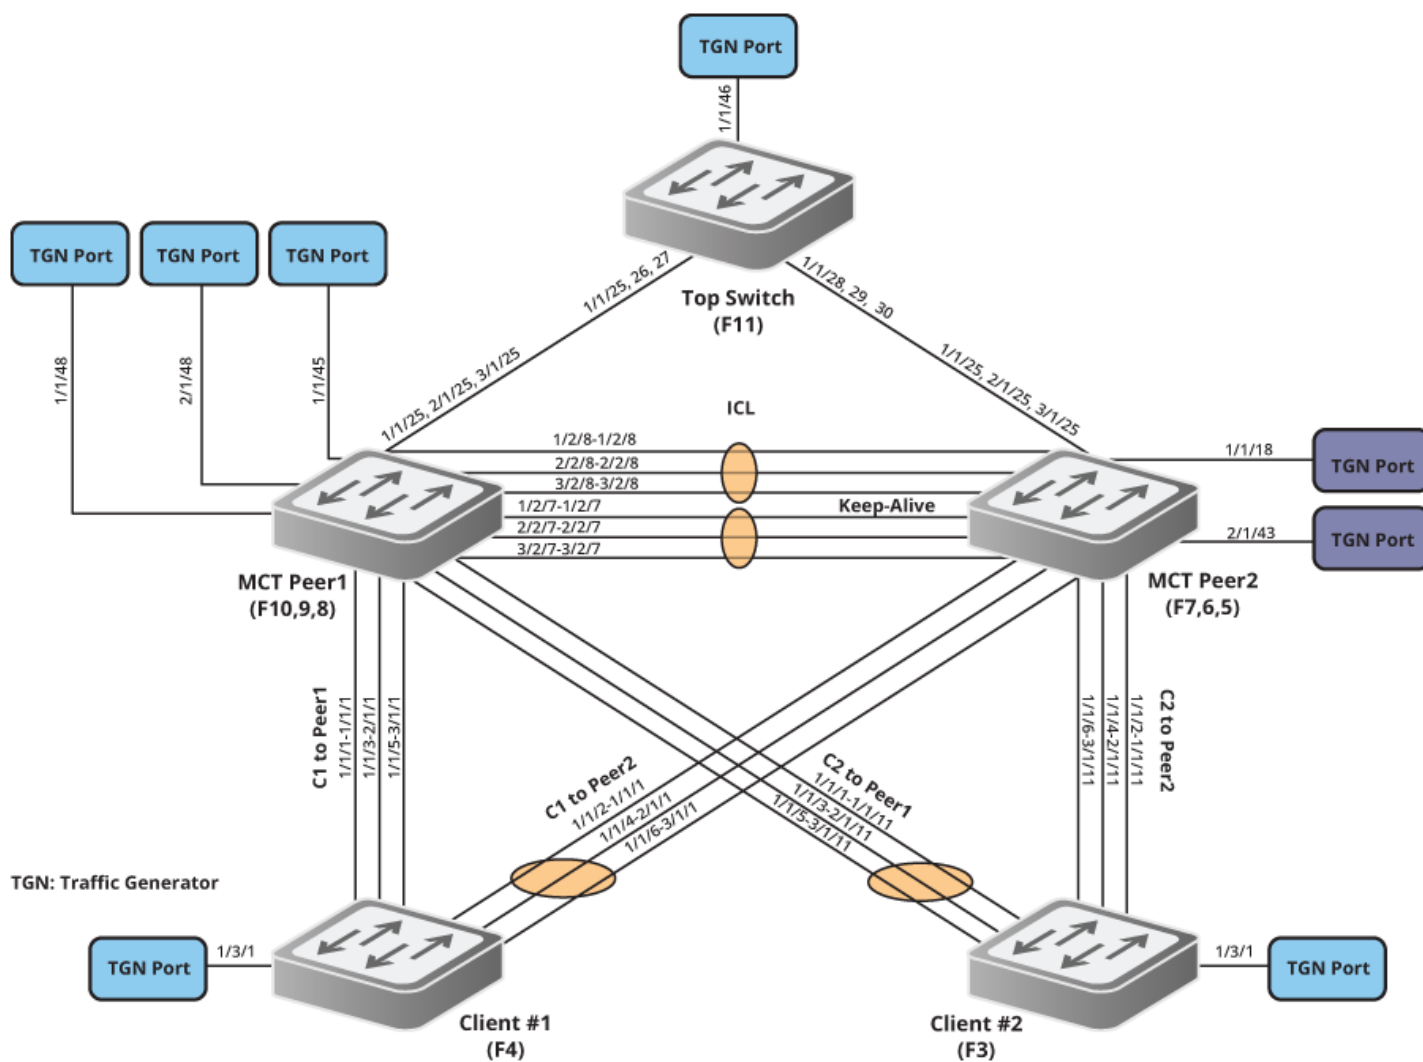 TGN Port
1/1/46
TGN Port
TGN Port
TGN Port
1/1/48
2/1/48
1/1/45
1/1/25, 26, 27
1/1/28, 29, 30
Top Switch
(F11)
1/1/25, 2/1/25, 3/1/25
1/1/25, 2/1/25, 3/1/25
ICL
1/2/8-1/2/8
2/2/8-2/2/8
3/2/8-3/2/8
1/2/7-1/2/7
2/2/7-2/2/7
3/2/7-3/2/7
Keep-Alive
1/1/18
TGN Port
2/1/43
TGN Port
MCT Peer1
(F10,9,8)
MCT Peer2
(F7,6,5)
C1 to Peer1
1/1/1-1/1/1
1/1/3-2/1/1
1/1/5-3/1/1
C1 to Peer2
1/1/2-1/1/1
1/1/4-2/1/1
1/1/6-3/1/1
C2 to Peer1
1/1/1-1/1/11
1/1/3-2/1/11
1/1/5-3/1/11
1/1/6-3/1/11
1/1/4-2/1/11
1/1/2-1/1/11
C2 to Peer2
TGN: Traffic Generator
TGN Port
1/3/1
Client #1
(F4)
Client #2
(F3)
1/3/1
TGN Port